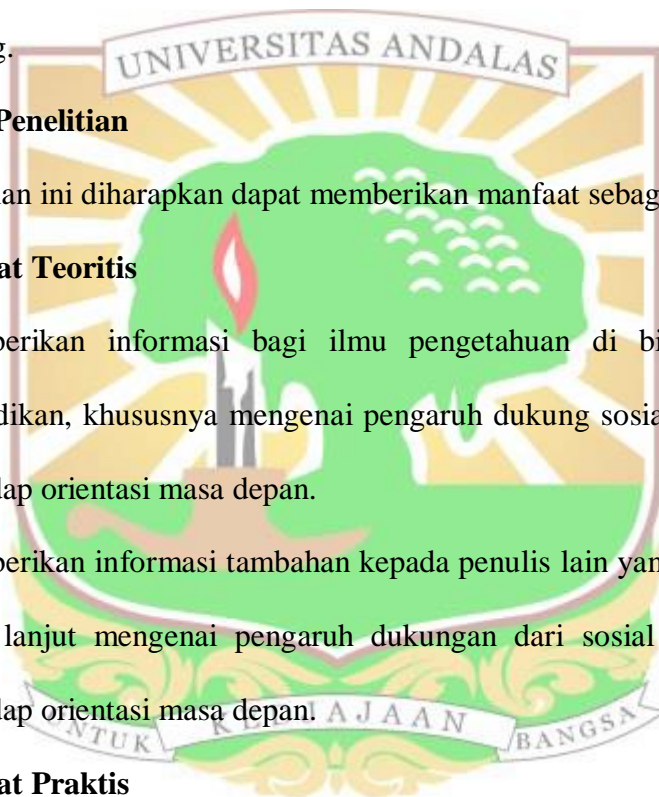 g.
UNIVERSITAS ANDALAS
Penelitian
an ini diharapkan dapat memberikan manfaat sebag
at Teoritis
berikan informasi bagi ilmu pengetahuan di bi
dikan, khususnya mengenai pengaruh dukung sosia
dap orientasi masa depan.
berikan informasi tambahan kepada penulis lain yan
lanjut mengenai pengaruh dukungan dari sosial
dap orientasi masa depan.
UNTUK KEDJAJAAN BANGSA
at Praktis